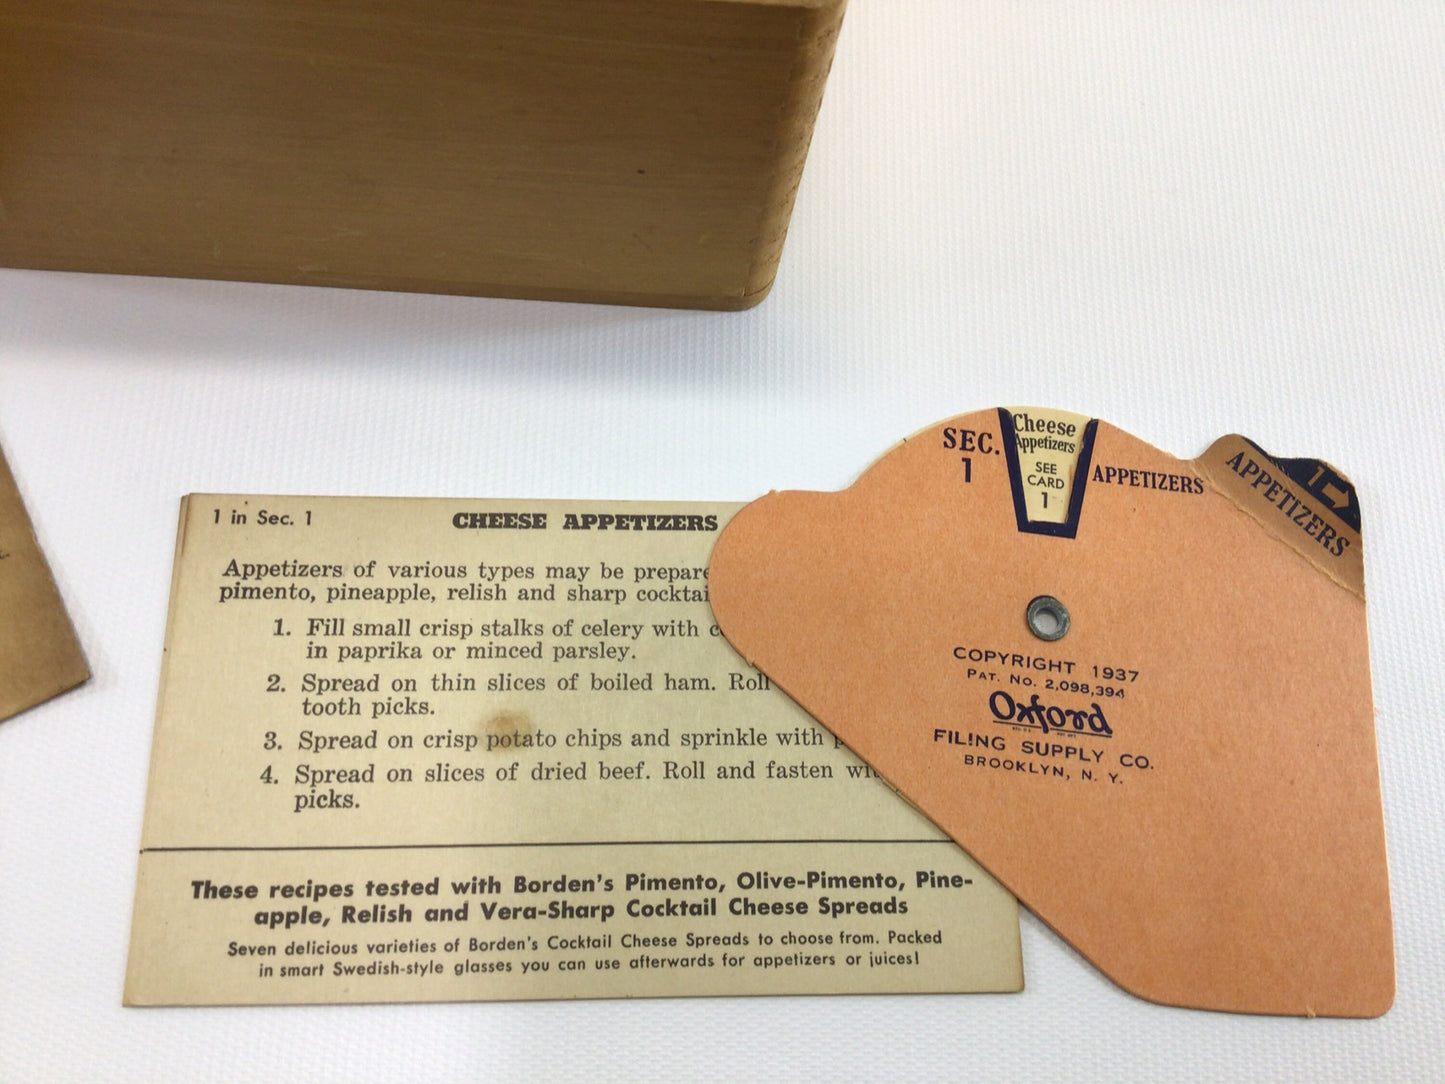 1 in Sec. 1
CHEESE APPETIZERS
Appetizers of various types may be prepare
pimento, pineapple, relish and sharp cocktai
1. Fill small crisp stalks of celery with c
in paprika or minced parsley.
2. Spread on thin slices of boiled ham. Roll
tooth picks.
3. Spread on crisp potato chips and sprinkle with p
4. Spread on slices of dried beef. Roll and fasten wi
picks.
These recipes tested with Borden's Pimento, Olive-Pimento, Pine-
apple, Relish and Vera-Sharp Cocktail Cheese Spreads
Seven delicious varieties of Borden's Cocktail Cheese Spreads to choose from. Packed
in smart Swedish-style glasses you can use afterwards for appetizers or juices!
SEC.
1
Cheese
Appetizers
SEE
CARD
1
APPETIZERS
1
APPETIZERS
COPYRIGHT 1937
PAT. No. 2,098,394
Oxford
FILING SUPPLY CO.
BROOKLYN, N. Y.